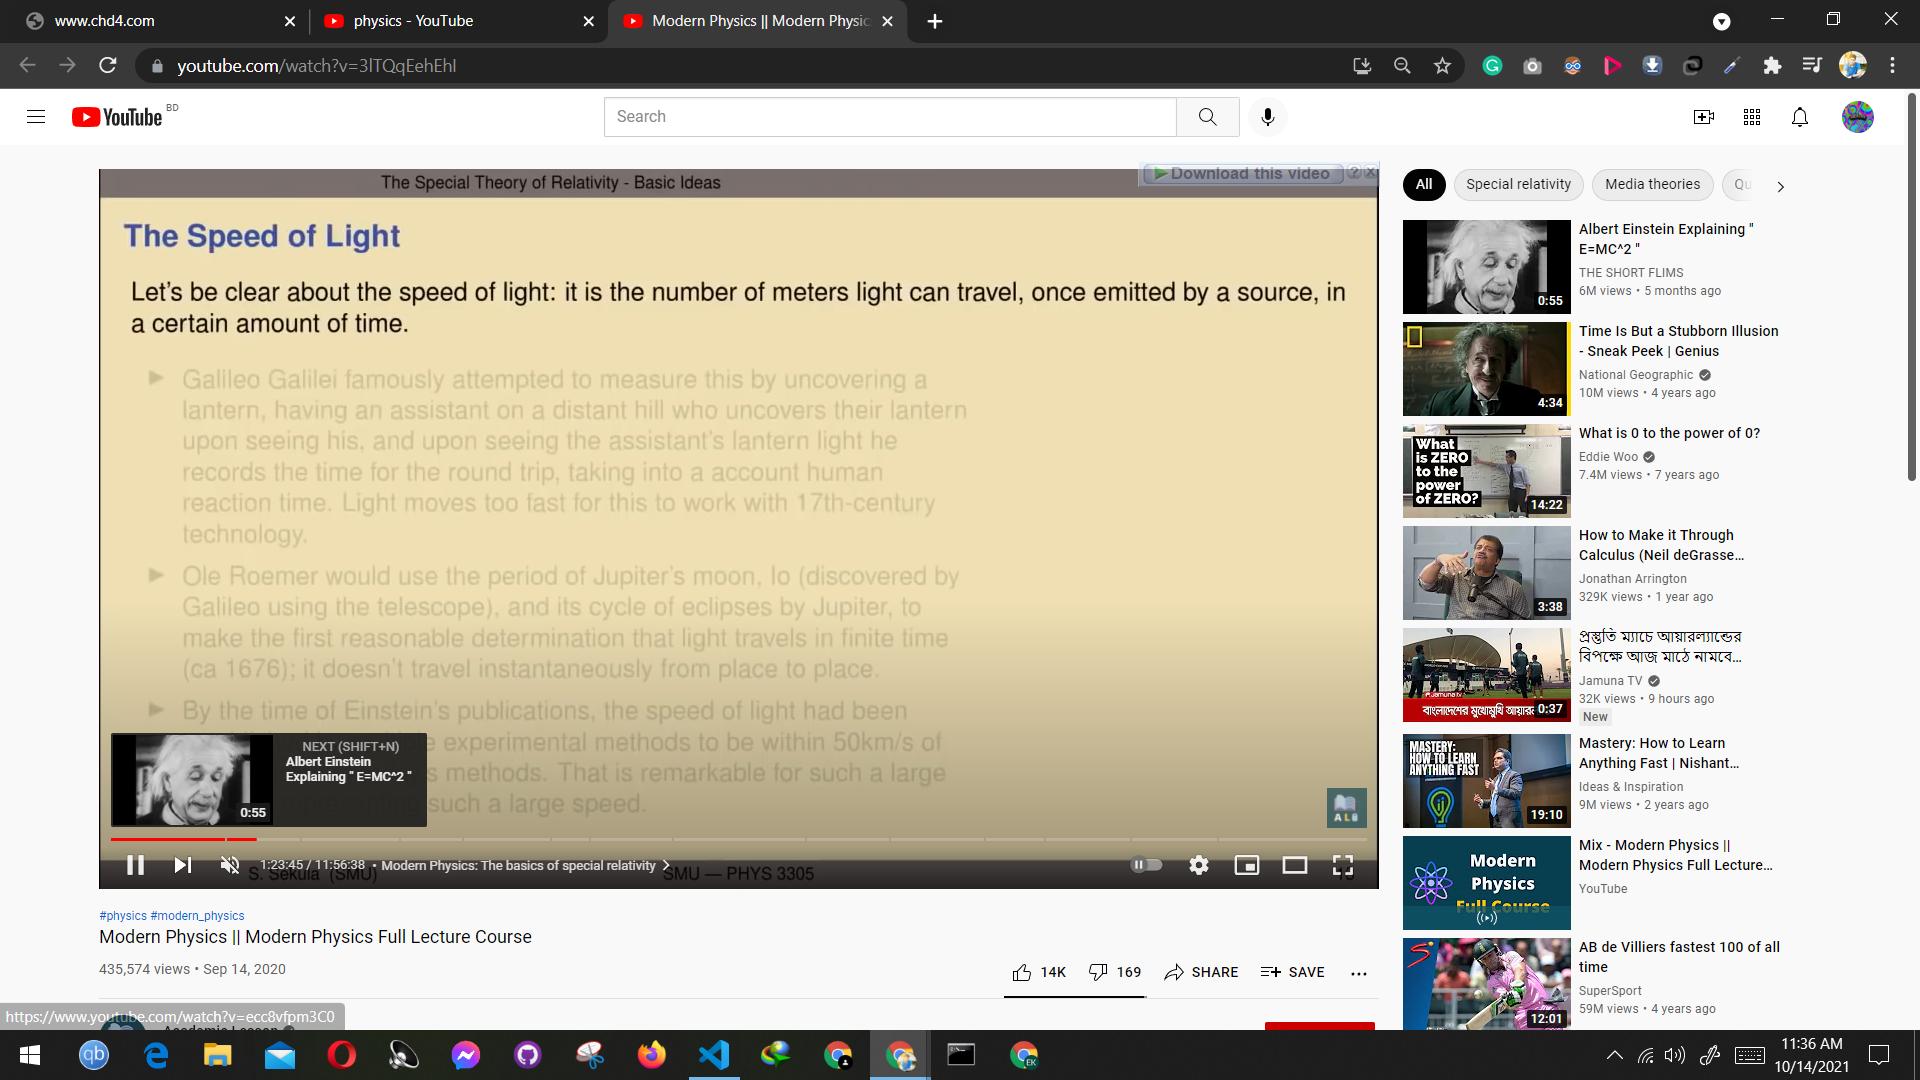 www.chd4.com
physics - YouTube
Modern Physics || Modern Physic
youtube.com/watch?v=3lTQqEehEhI
YouTube BD
Search
The Special Theory of Relativity - Basic Ideas
Download this video
The Speed of Light
Let's be clear about the speed of light: it is the number of meters light can travel, once emitted by a source, in
a certain amount of time.
Galileo Galilei famously attempted to measure this by uncovering a
lantern, having an assistant on a distant hill who uncovers their lantern
upon seeing his, and upon seeing the assistant's lantern light he
records the time for the round trip, taking into a account human
reaction time. Light moves too fast for this to work with 17th-century
technology.
Ole Roemer would use the period of Jupiter's moon, Io (discovered by
Galileo using the telescope), and its cycle of eclipses by Jupiter, to
make the first reasonable determination that light travels in finite time
(ca 1676); it doesn't travel instantaneously from place to place.
By the time of Einstein's publications, the speed of light had been
experimental methods to be within 50km/s of
s methods. That is remarkable for such a large
such a large speed.
NEXT (SHIFT+N)
Albert Einstein
Explaining " E=MC^2 "
0:55
ALO
1:23:45 / 11:56:38 • Modern Physics: The basics of special relativity
S. Sekula (SMU)
SMU — PHYS 3305
#physics #modern_physics
Modern Physics || Modern Physics Full Lecture Course
435,574 views • Sep 14, 2020
14K
169
SHARE
SAVE
https://www.youtube.com/watch?v=ecc8vfpm3C0
All
Special relativity
Media theories
Qu
Albert Einstein Explaining "
E=MC^2 "
THE SHORT FLIMS
6M views • 5 months ago
0:55
Time Is But a Stubborn Illusion
- Sneak Peek | Genius
National Geographic
10M views • 4 years ago
4:34
What
is ZERO
to the
power
of ZERO?
14:22
What is 0 to the power of 0?
Eddie Woo
7.4M views • 7 years ago
How to Make it Through
Calculus (Neil deGrasse...
Jonathan Arrington
329K views • 1 year ago
3:38
প্রস্তুতি ম্যাচে আয়ারল্যান্ডের
বিপক্ষে আজ মাঠে নামবে...
Jamuna TV
32K views • 9 hours ago
New
বাংলাদেশের মুখোমুখি আয়ার
0:37
MASTERY:
HOW TO LEARN
ANYTHING FAST
19:10
Mastery: How to Learn
Anything Fast | Nishant...
Ideas & Inspiration
9M views • 2 years ago
Modern
Physics
Full Course
Mix - Modern Physics ||
Modern Physics Full Lecture...
YouTube
AB de Villiers fastest 100 of all
time
SuperSport
59M views • 4 years ago
12:01
qb
EK
11:36 AM
10/14/2021